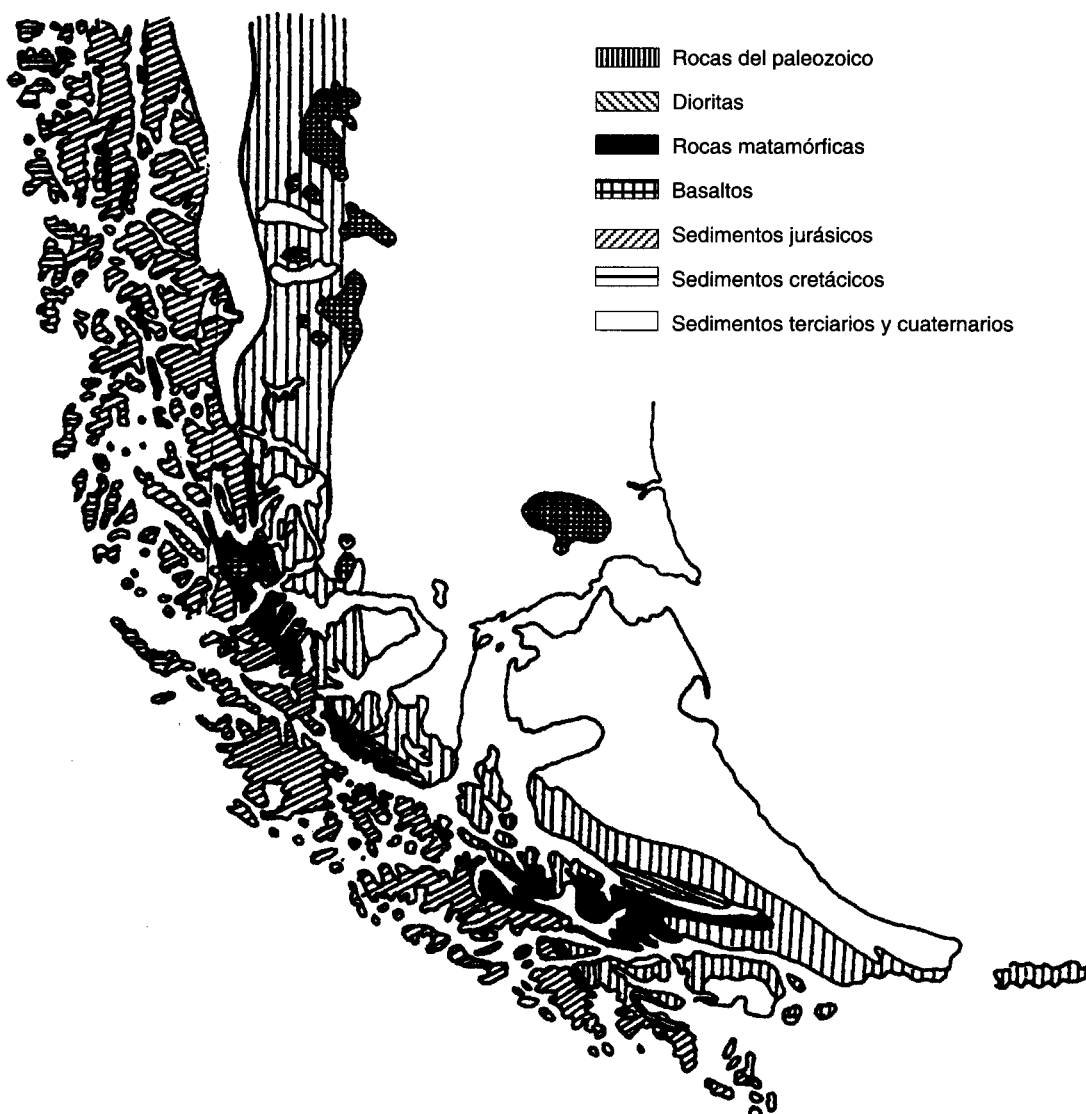 Rocas del paleozoico
Dioritas
Rocas matamórficas
Basaltos
Sedimentos jurásicos
Sedimentos cretácicos
Sedimentos terciarios y cuaternarios